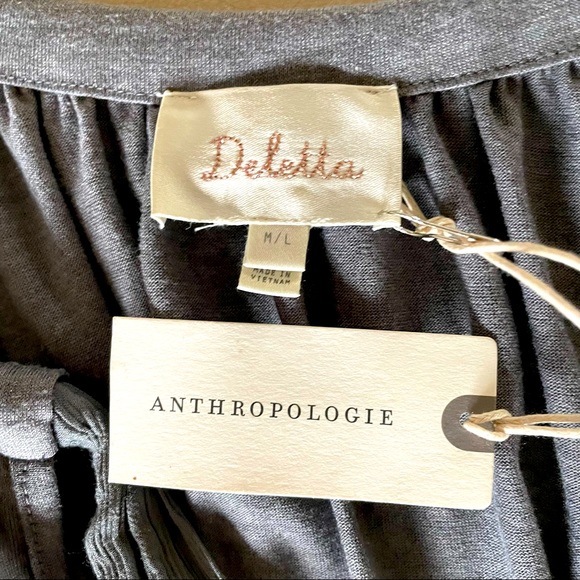 Deletta
M/L
MADE IN
VIETNAM
ANTHROPOLOGIE